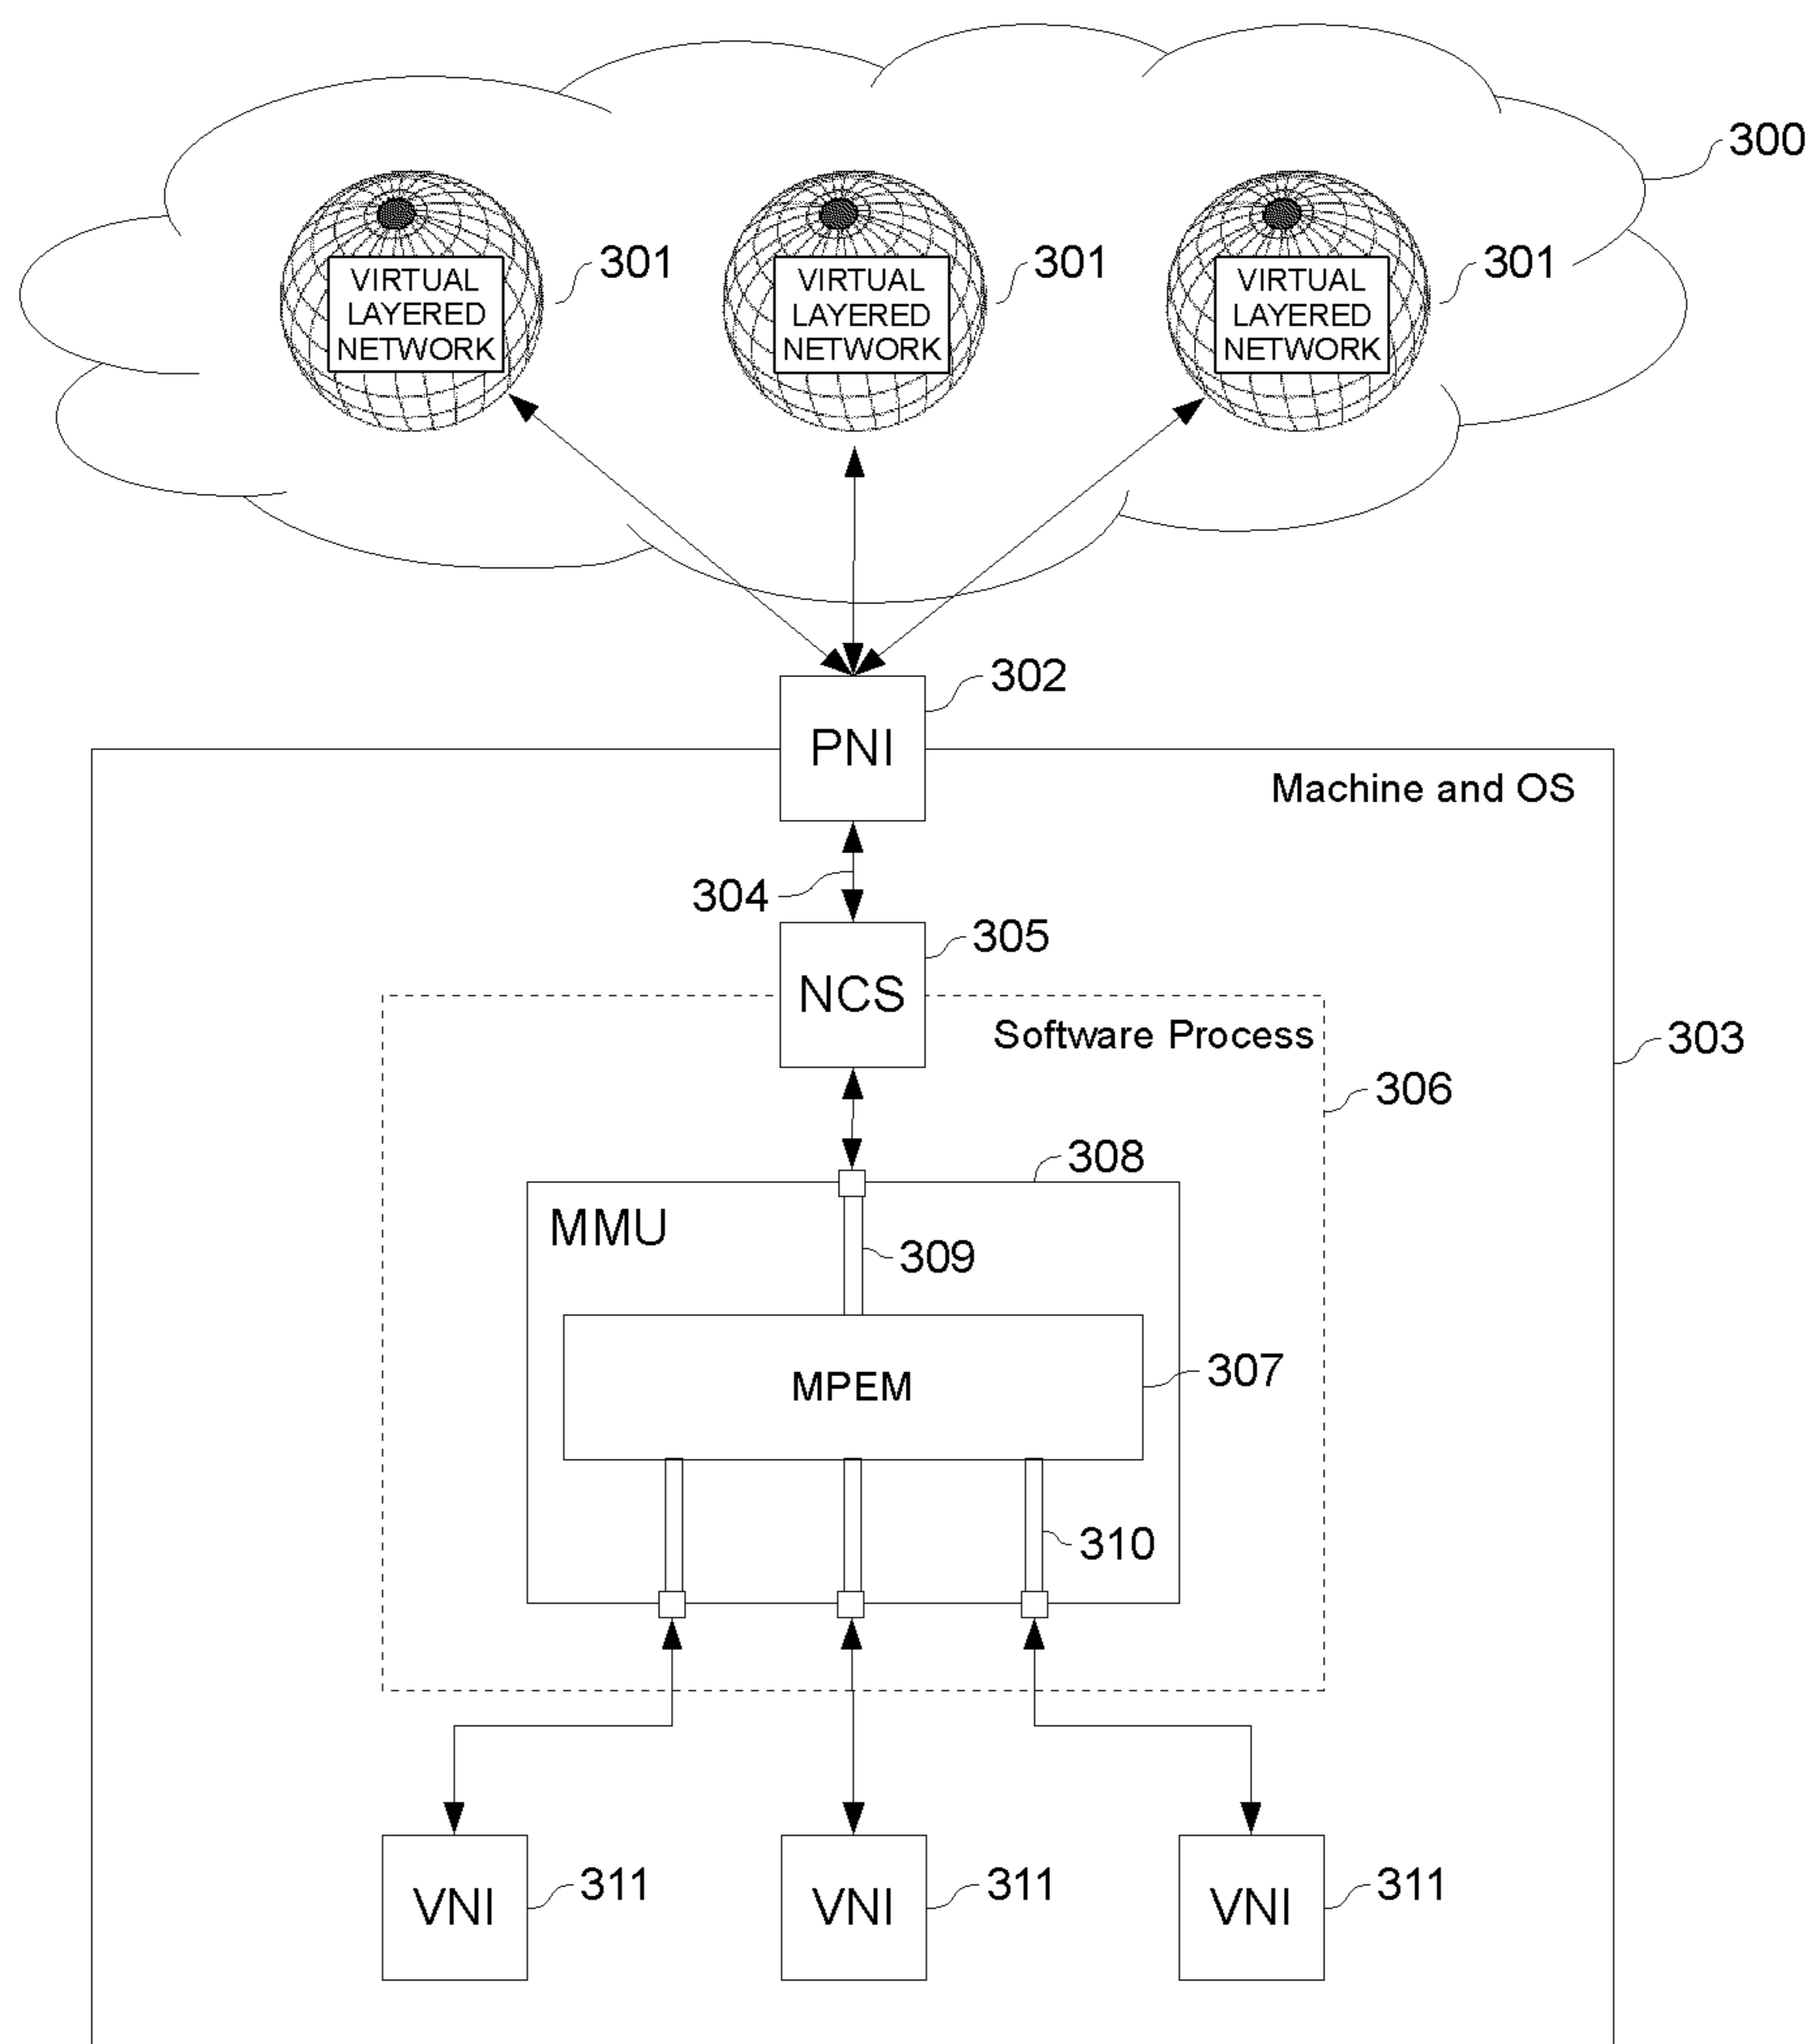 300
301
301
301
VIRTUAL
LAYERED
NETWORK
VIRTUAL
LAYERED
NETWORK
VIRTUAL
LAYERED
NETWORK
302
PNI
Machine and OS
304
305
NCS
Software Process
303
306
308
MMU
309
MPEM
307
310
VNI
311
VNI
311
VNI
311